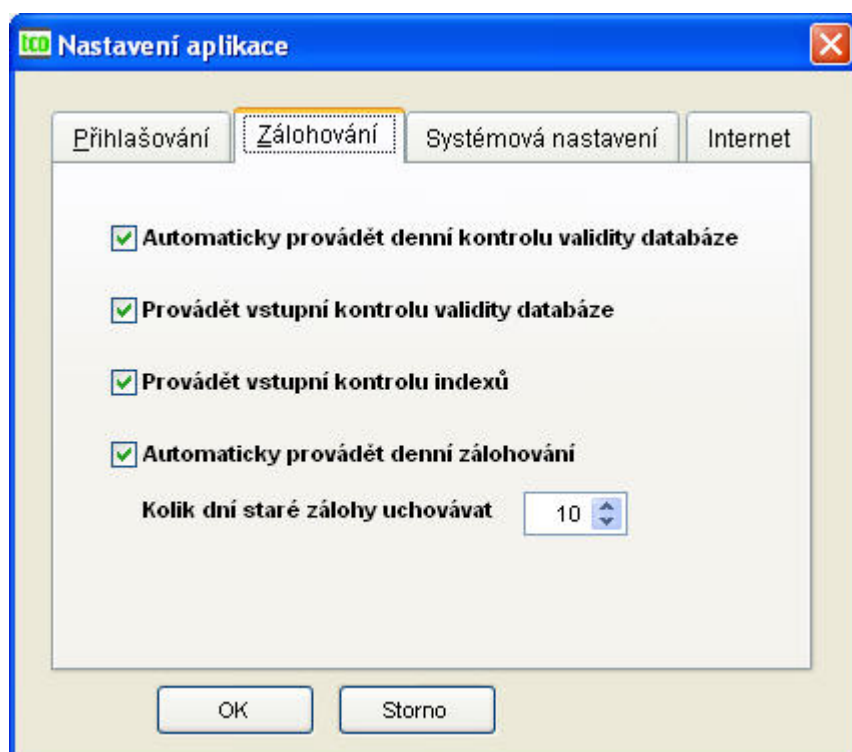 tco Nastavení aplikace
Přihlašování Zálohování Systémová nastavení Internet
Automaticky provádět denní kontrolu validity databáze
Provádět vstupní kontrolu validity databáze
Provádět vstupní kontrolu indexů
Automaticky provádět denní zálohování
Kolik dní staré zálohy uchovávat 10
OK Storno